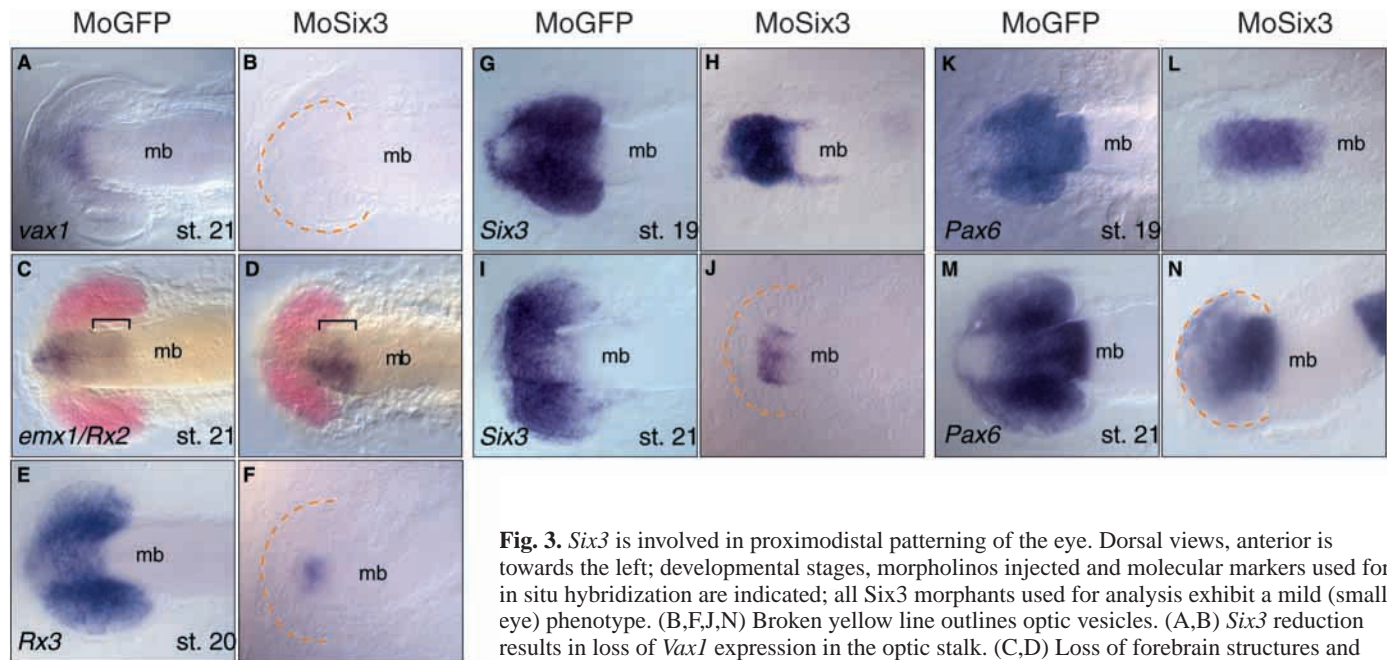 MoGFP MoSix3 MoGFP MoSix3 MoGFP MoSix3
A B G H K L
mb mb mb mb mb mb
vax1 st. 21 Six3 st. 19 Pax6 st. 19
C D I J M N
mb mb mb mb mb mb
emx1/Rx2 st. 21 Six3 st. 21 Pax6 st. 21
E F
mb mb
Rx3 st. 20
Fig. 3. Six3 is involved in proximodistal patterning of the eye. Dorsal views, anterior is
towards the left; developmental stages, morpholinos injected and molecular markers used for
in situ hybridization are indicated; all Six3 morphants used for analysis exhibit a mild (small
eye) phenotype. (B,F,J,N) Broken yellow line outlines optic vesicles. (A,B) Six3 reduction
results in loss of Vax1 expression in the optic stalk. (C,D) Loss of forebrain structures and